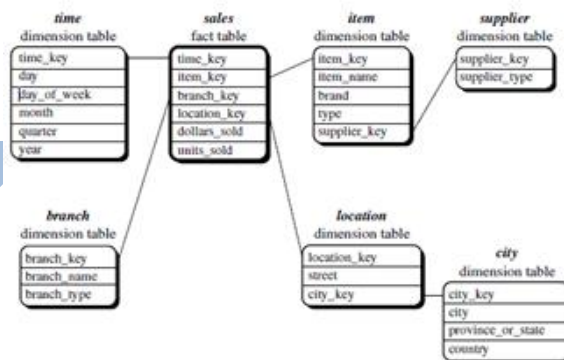 time
dimension table
time_key
day
day_of_week
month
quarter
year
sales
fact table
time_key
item_key
branch_key
location_key
dollars_sold
units_sold
item
dimension table
item_key
item_name
brand
type
supplier_key
supplier
dimension table
supplier_key
supplier_type
branch
dimension table
branch_key
branch_name
branch_type
location
dimension table
location_key
street
city_key
city
dimension table
city_key
city
province_or_state
country